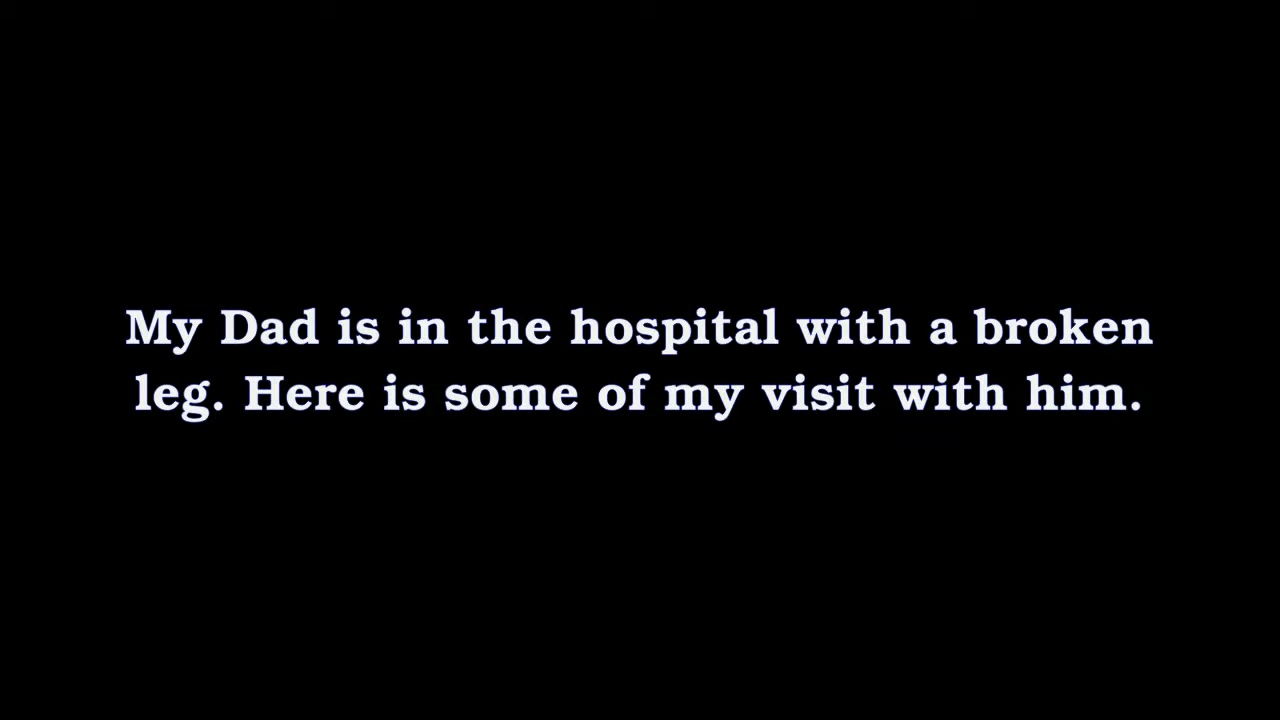 My Dad is in the hospital with a broken
leg. Here is some of my visit with him.